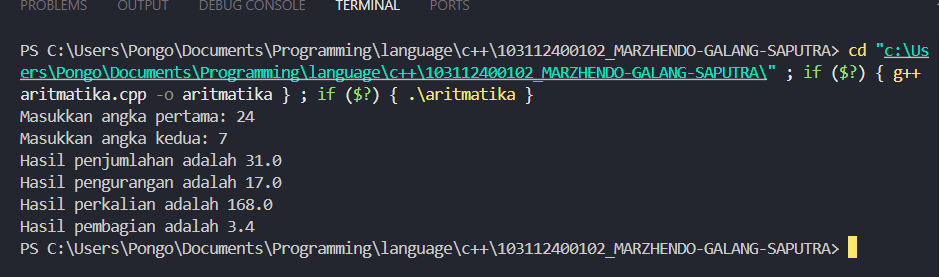 PROBLEMS OUTPUT DEBUG CONSOLE TERMINAL PORTS
PS C:\Users\Pongo\Documents\Programming\language\c++\103112400102_MARZHENDO-GALANG-SAPUTRA> cd "c:\Us
ers\Pongo\Documents\Programming\language\c++\103112400102_MARZHENDO-GALANG-SAPUTRA\" ; if ($?) { g++
aritmatika.cpp -o aritmatika } ; if ($?) { .\aritmatika }
Masukkan angka pertama: 24
Masukkan angka kedua: 7
Hasil penjumlahan adalah 31.0
Hasil pengurangan adalah 17.0
Hasil perkalian adalah 168.0
Hasil pembagian adalah 3.4
PS C:\Users\Pongo\Documents\Programming\language\c++\103112400102_MARZHENDO-GALANG-SAPUTRA>